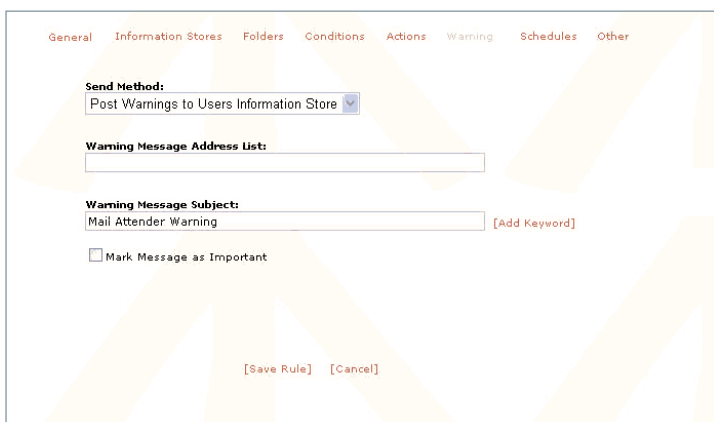 General Information Stores Folders Conditions Actions Warning Schedules Other
Send Method:
Post Warnings to Users Information Store
Warning Message Address List:
Warning Message Subject:
Mail Attender Warning [Add Keyword]
Mark Message as Important
[Save Rule] [Cancel]